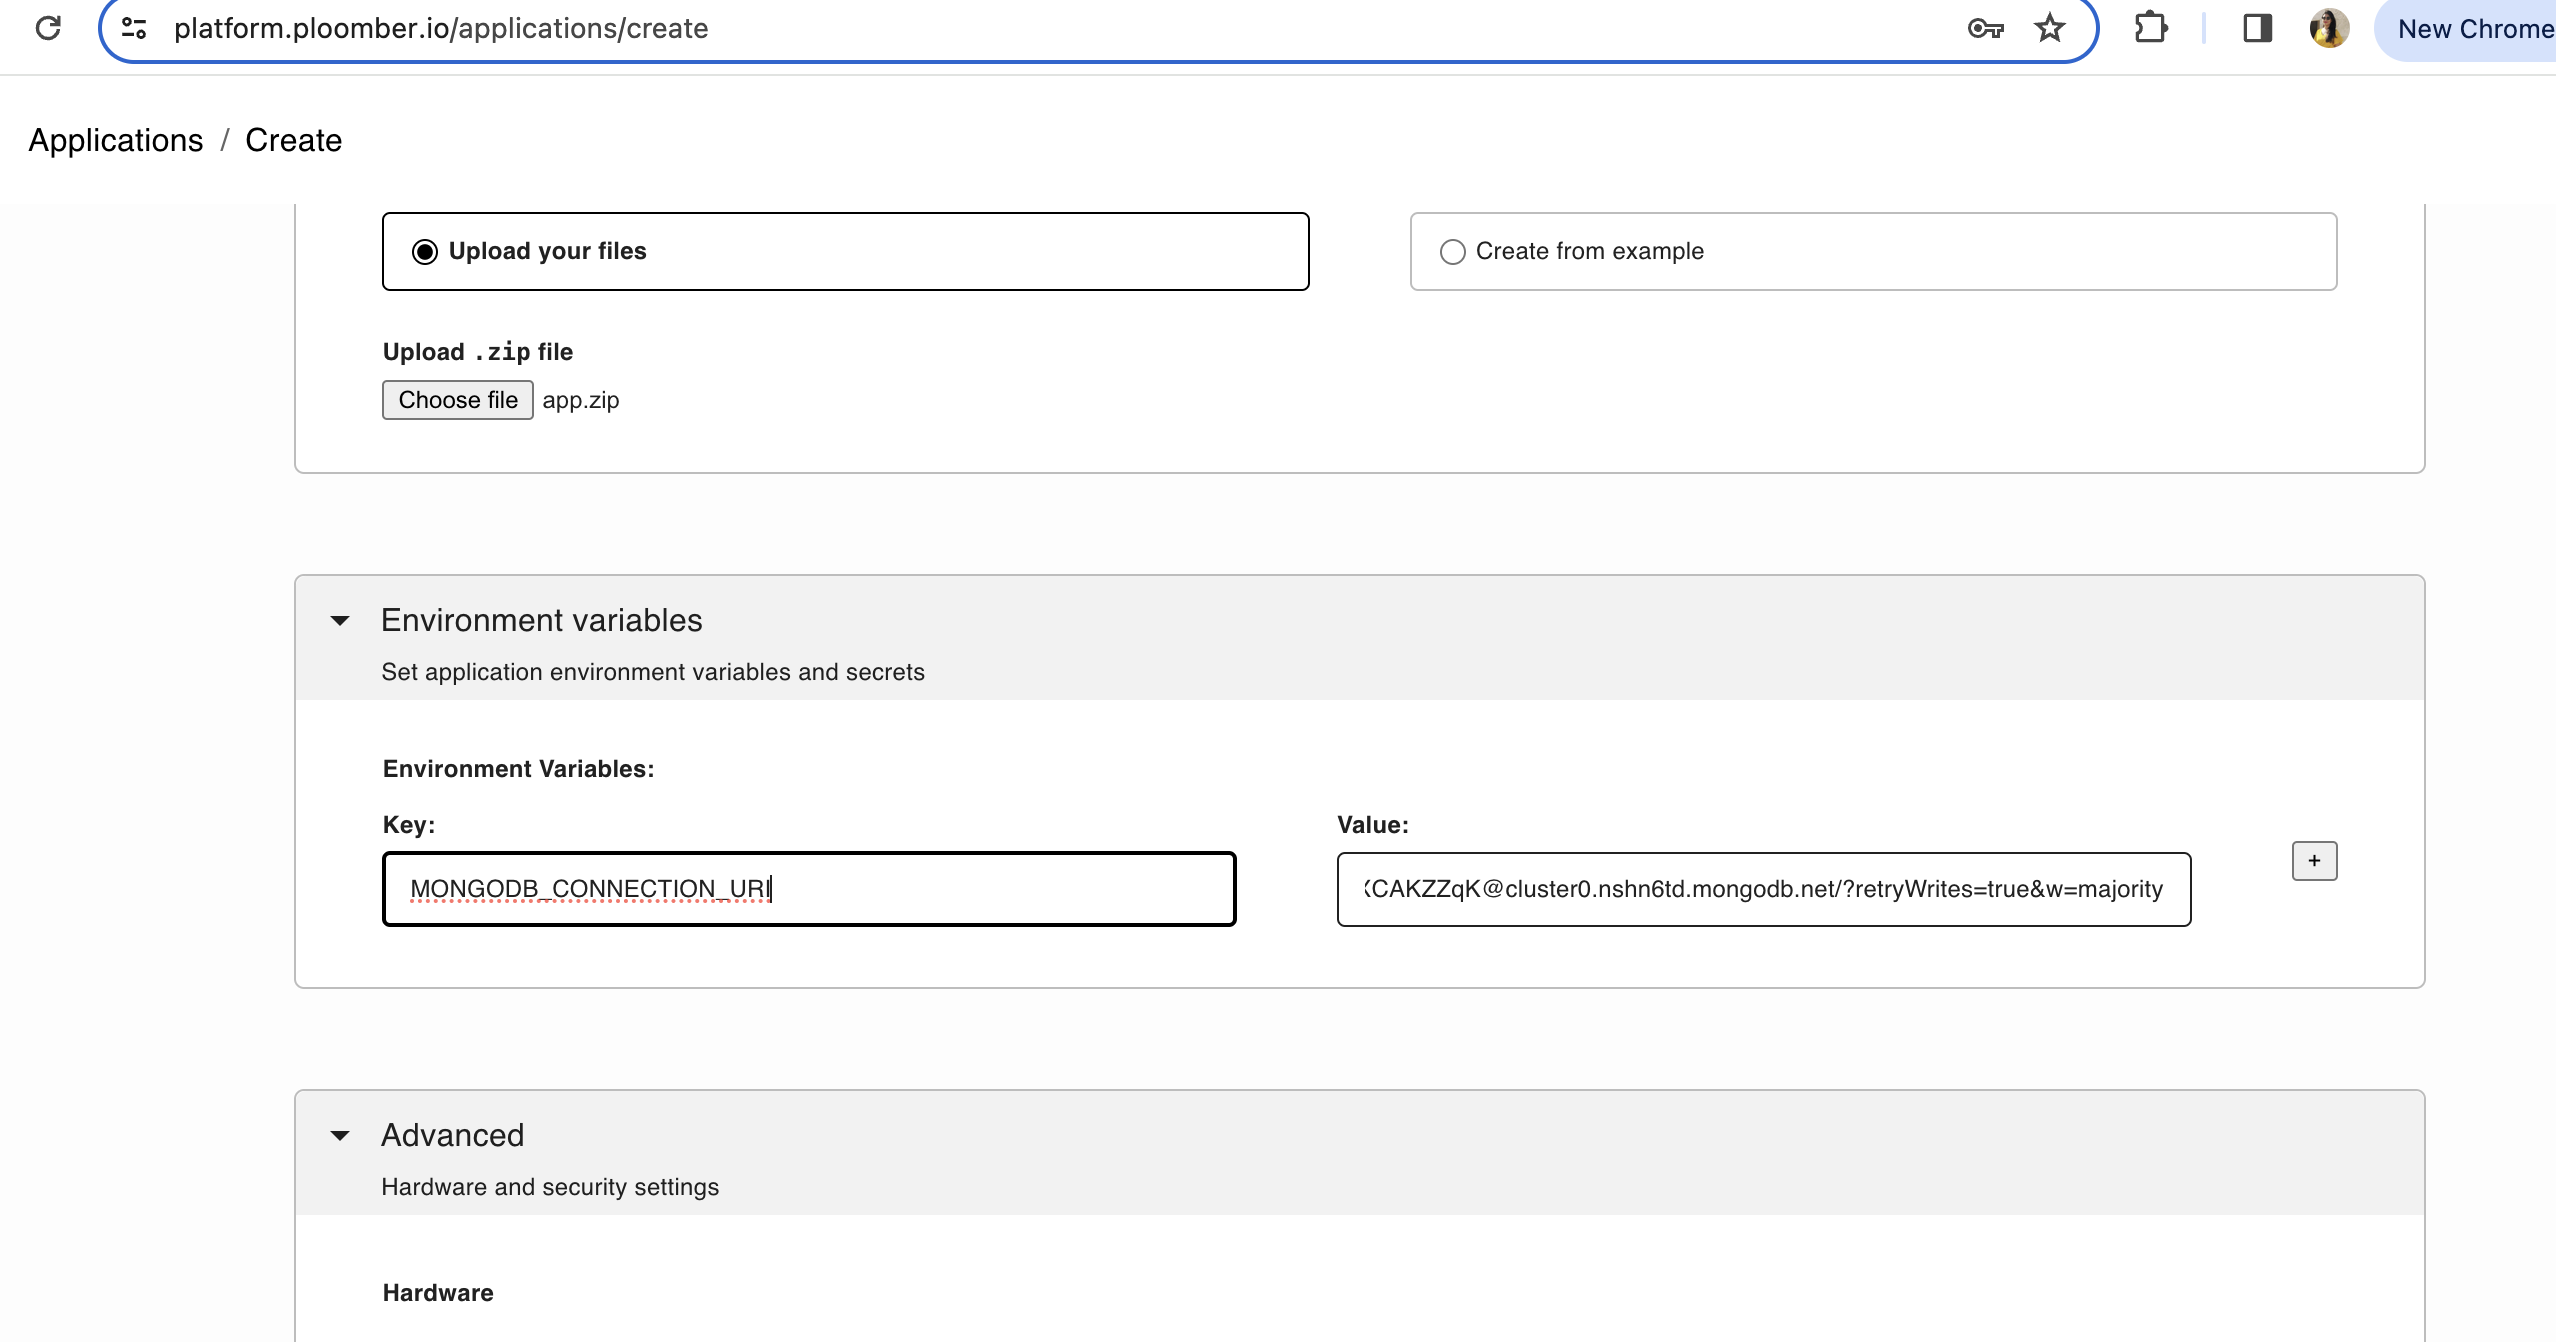 platform.ploomber.io/applications/create
New Chrome
Applications / Create
Upload your files
Create from example
Upload .zip file
Choose file app.zip
Environment variables
Set application environment variables and secrets
Environment Variables:
Key:
Value:
MONGODB_CONNECTION_URI
XCAKZZqK@cluster0.nshn6td.mongodb.net/?retryWrites=true&w=majority
+
Advanced
Hardware and security settings
Hardware